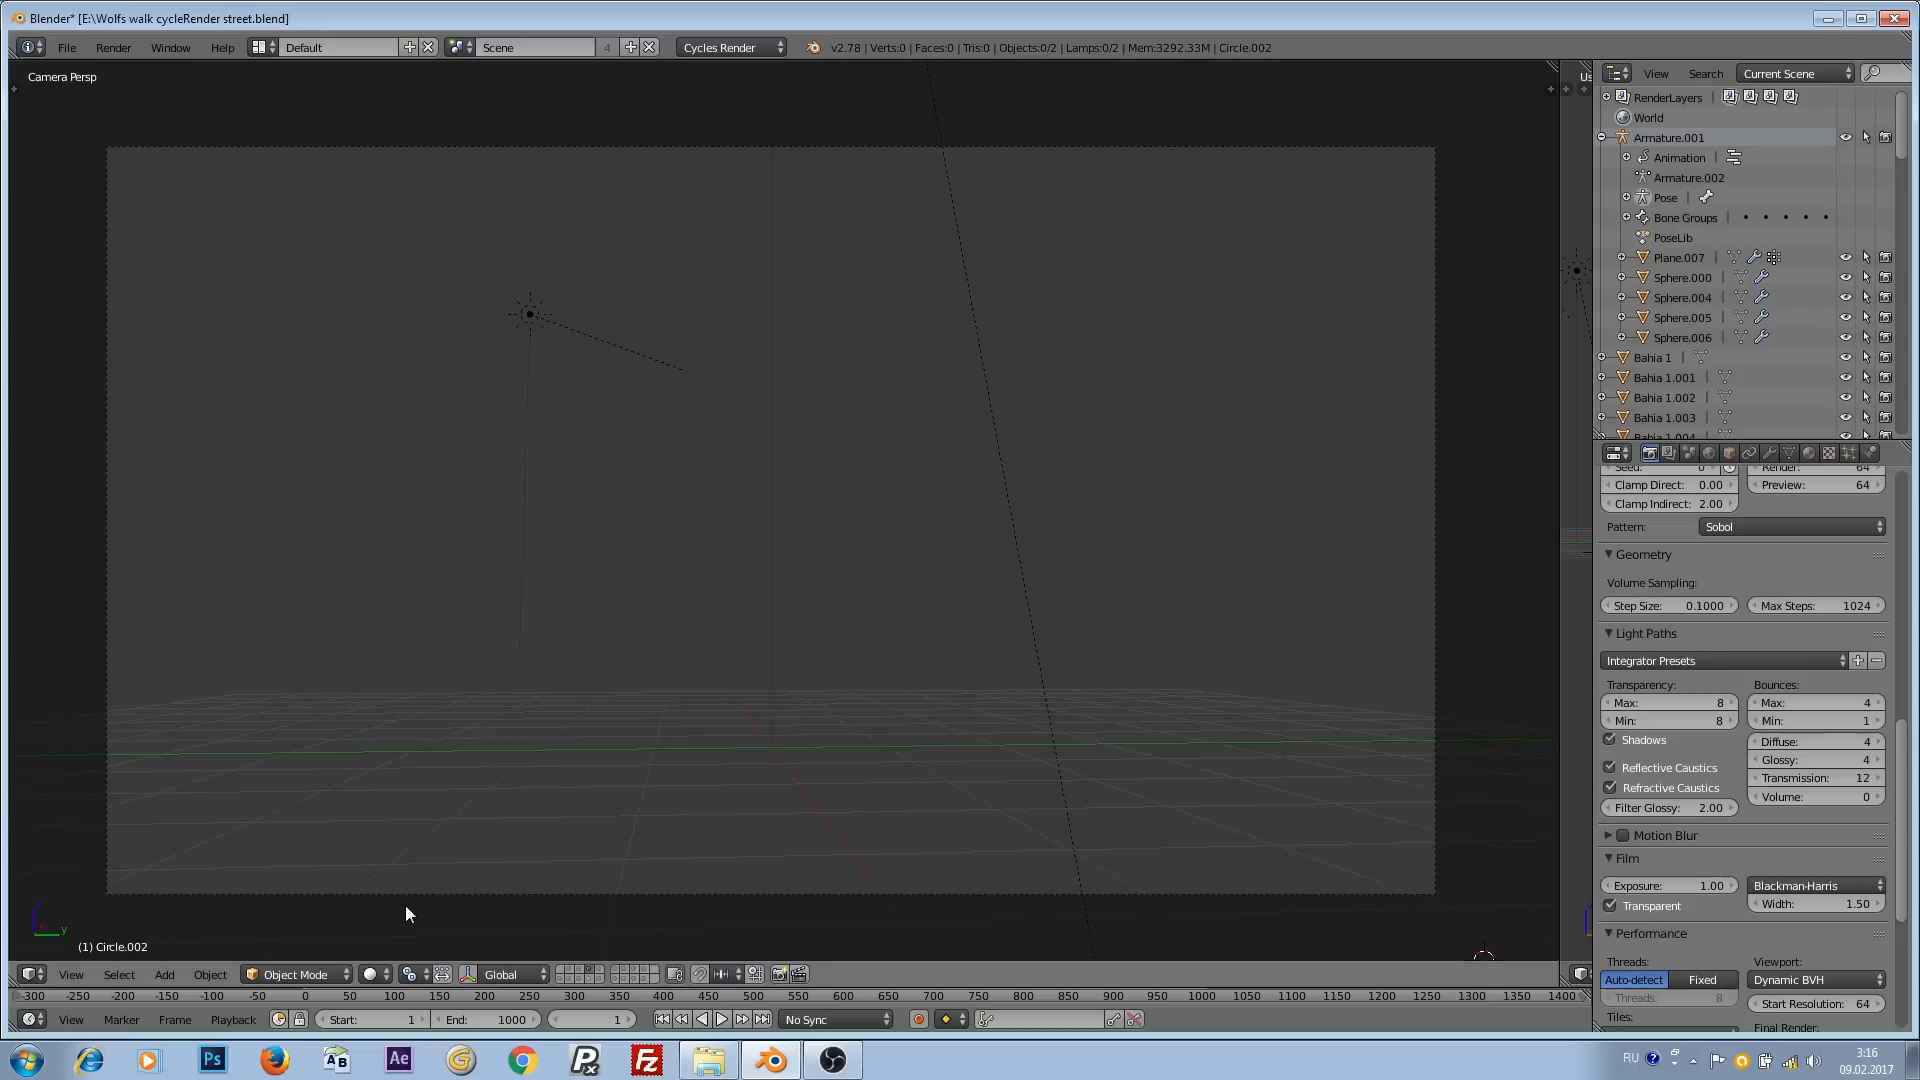 Blender* [E:\Wolfs walk cycleRender street.blend]
File Render Window Help Default Scene 4 Cycles Render v2.78 | Verts:0 | Faces:0 | Tris:0 | Objects:0/2 | Lamps:0/2 | Mem:3292.33M | Circle.002
Camera Persp
Us
View Search Current Scene
RenderLayers
World
Armature.001
Animation
Armature.002
Pose
Bone Groups
PoseLib
Plane.007
Sphere.000
Sphere.004
Sphere.005
Sphere.006
Bahia 1
Bahia 1.001
Bahia 1.002
Bahia 1.003
Bahia 1.004
Seed: 0 Render: 64
Clamp Direct: 0.00 Preview: 64
Clamp Indirect: 2.00
Pattern: Sobol
Geometry
Volume Sampling:
Step Size: 0.1000 Max Steps: 1024
Light Paths
Integrator Presets
Transparency: Bounces:
Max: 8 Max: 4
Min: 8 Min: 1
Shadows Diffuse: 4
Glossy: 4
Reflective Caustics
Transmission: 12
Refractive Caustics
Volume: 0
Filter Glossy: 2.00
Motion Blur
Film
Exposure: 1.00 Blackman-Harris
Transparent Width: 1.50
Performance
Threads: Viewport:
Auto-detect Fixed Dynamic BVH
Threads: 8 Start Resolution: 64
Tiles: Final Render:
y
(1) Circle.002
View Select Add Object Object Mode Global
-300 -250 -200 -150 -100 -50 0 50 100 150 200 250 300 350 400 450 500 550 600 650 700 750 800 850 900 950 1000 1050 1100 1150 1200 1250 1300 1350 1400
View Marker Frame Playback Start: 1 End: 1000 1 No Sync
Ps AB Ae G Px Fz RU 3:16
09.02.2017